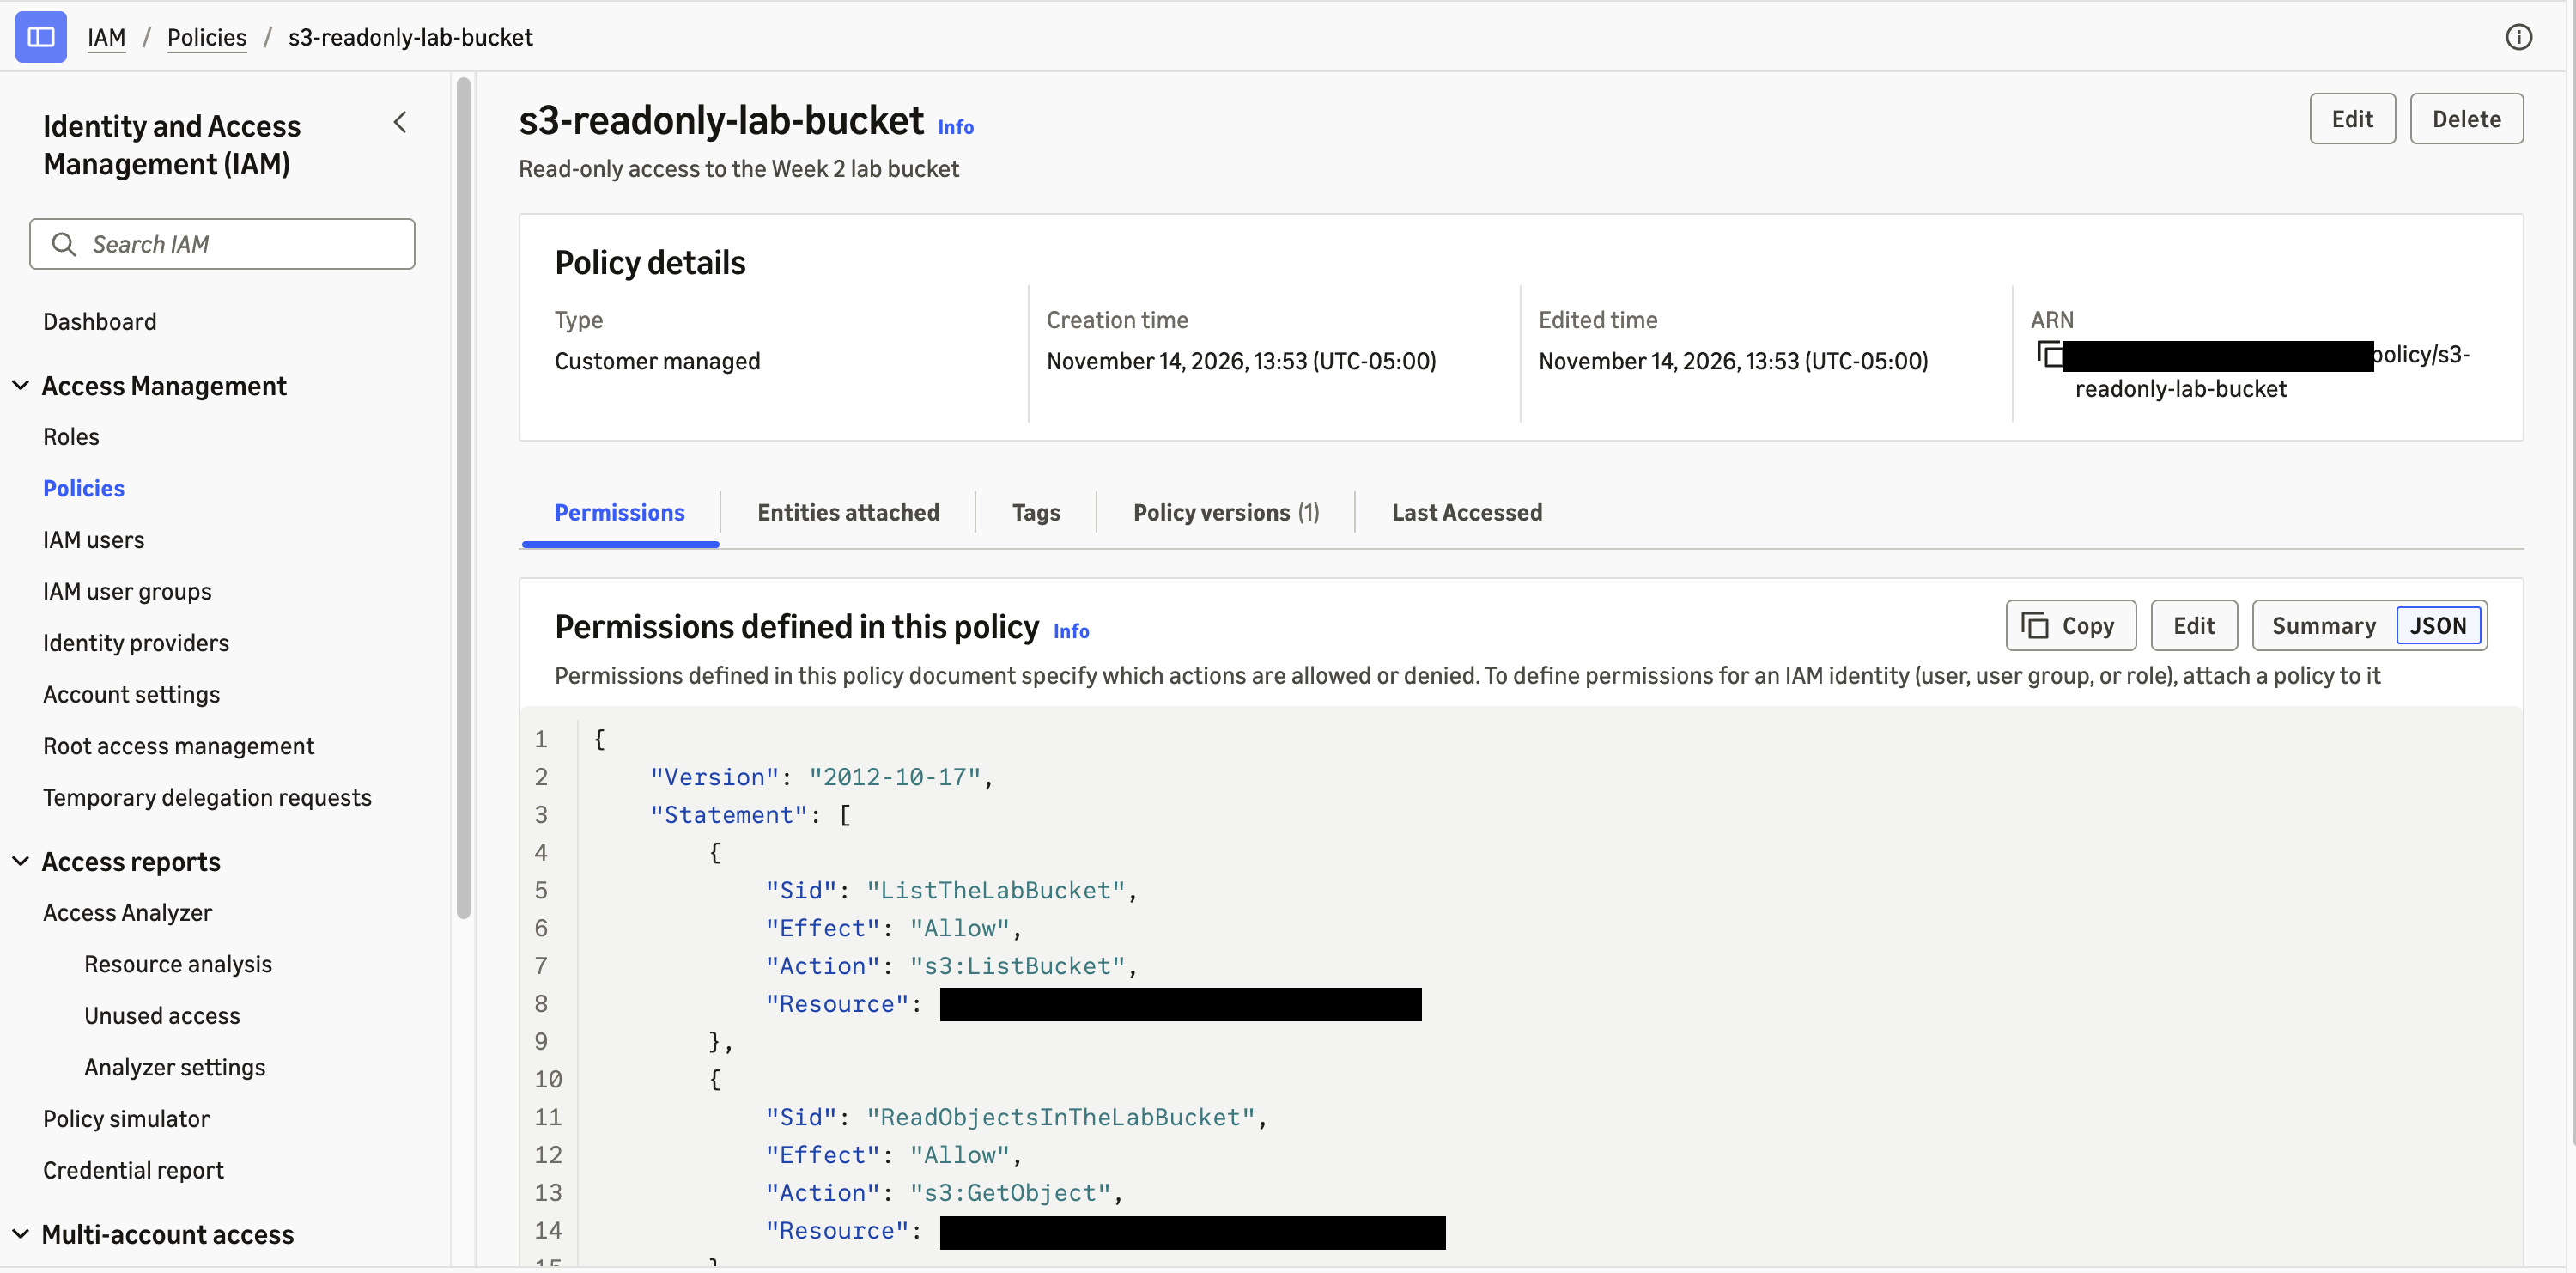 IAM / Policies / s3-readonly-lab-bucket
Identity and Access
Management (IAM)
Search IAM
Dashboard
Access Management
Roles
Policies
IAM users
IAM user groups
Identity providers
Account settings
Root access management
Temporary delegation requests
Access reports
Access Analyzer
Resource analysis
Unused access
Analyzer settings
Policy simulator
Credential report
Multi-account access
s3-readonly-lab-bucket Info
Edit Delete
Read-only access to the Week 2 lab bucket
Policy details
Type
Customer managed
Creation time
November 14, 2026, 13:53 (UTC-05:00)
Edited time
November 14, 2026, 13:53 (UTC-05:00)
ARN
policy/s3-
readonly-lab-bucket
Permissions Entities attached Tags Policy versions (1) Last Accessed
Permissions defined in this policy Info
Copy Edit Summary JSON
Permissions defined in this policy document specify which actions are allowed or denied. To define permissions for an IAM identity (user, user group, or role), attach a policy to it
1 {
2 "Version": "2012-10-17",
3 "Statement": [
4 {
5 "Sid": "ListTheLabBucket",
6 "Effect": "Allow",
7 "Action": "s3:ListBucket",
8 "Resource":
9 },
10 {
11 "Sid": "ReadObjectsInTheLabBucket",
12 "Effect": "Allow",
13 "Action": "s3:GetObject",
14 "Resource":